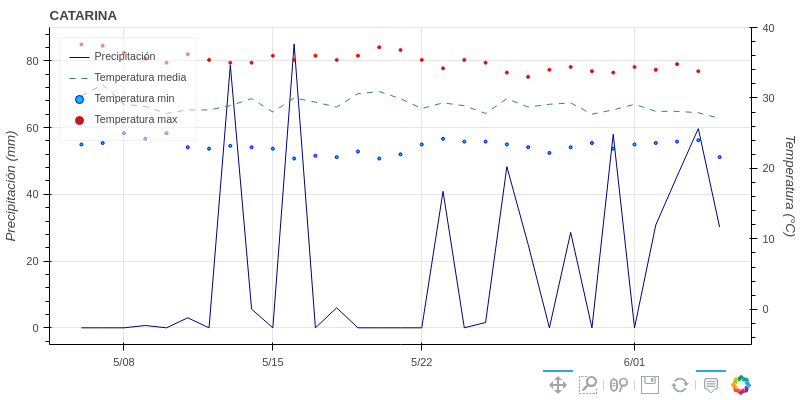 CATARINA
Precipitación
Temperatura media
Temperatura min
Temperatura max
Precipitación (mm)
80
60
40
20
0
Temperatura (°C)
40
30
20
10
0
5/08
5/15
5/22
6/01